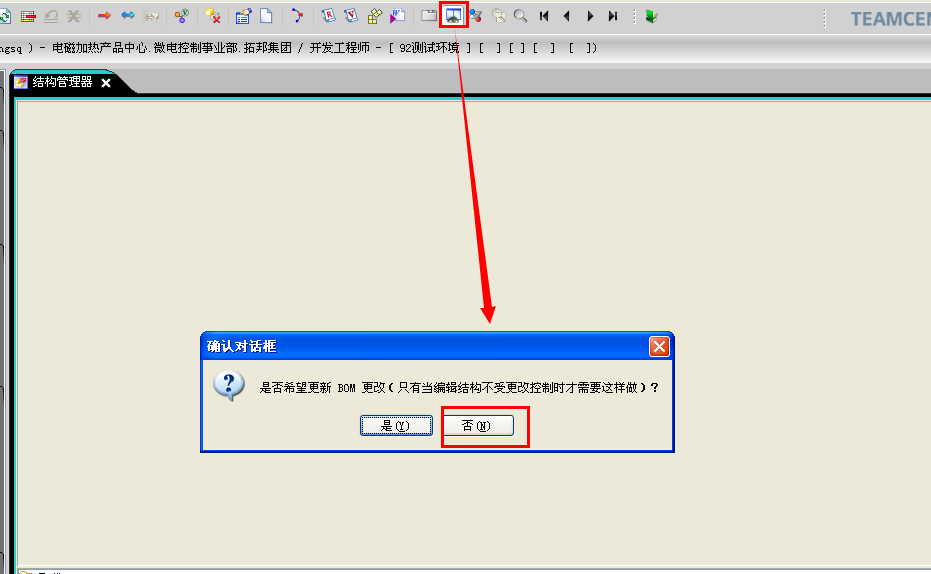 TEAMCEN
ngsq ) - 电磁加热产品中心.微电控制事业部.拓邦集团 / 开发工程师 - [ 92测试环境 ] [  ] [ ] [  ]  [  ])
结构管理器
确认对话框
是否希望更新 BOM 更改(只有当编辑结构不受更改控制时才需要这样做)?
是(Y)
否(N)